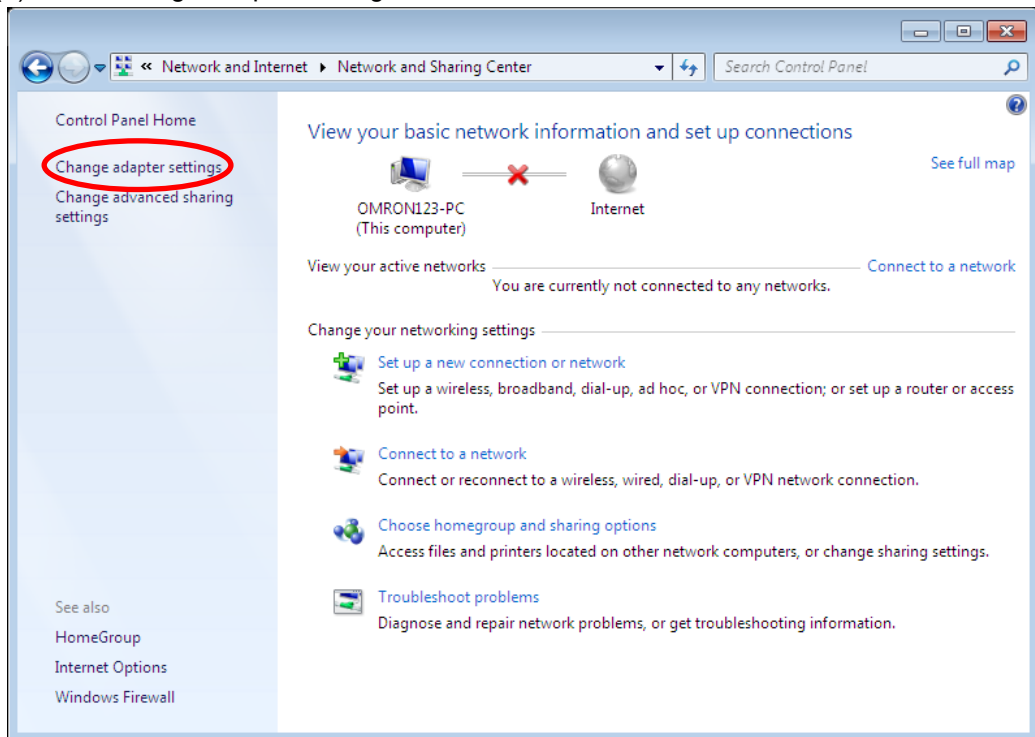 « Network and Internet ▸ Network and Sharing Center
Search Control Panel
Control Panel Home
Change adapter settings
Change advanced sharing
settings
View your basic network information and set up connections
See full map
OMRON123-PC
(This computer)
Internet
View your active networks
Connect to a network
You are currently not connected to any networks.
Change your networking settings
Set up a new connection or network
Set up a wireless, broadband, dial-up, ad hoc, or VPN connection; or set up a router or access
point.
Connect to a network
Connect or reconnect to a wireless, wired, dial-up, or VPN network connection.
Choose homegroup and sharing options
Access files and printers located on other network computers, or change sharing settings.
Troubleshoot problems
Diagnose and repair network problems, or get troubleshooting information.
See also
HomeGroup
Internet Options
Windows Firewall